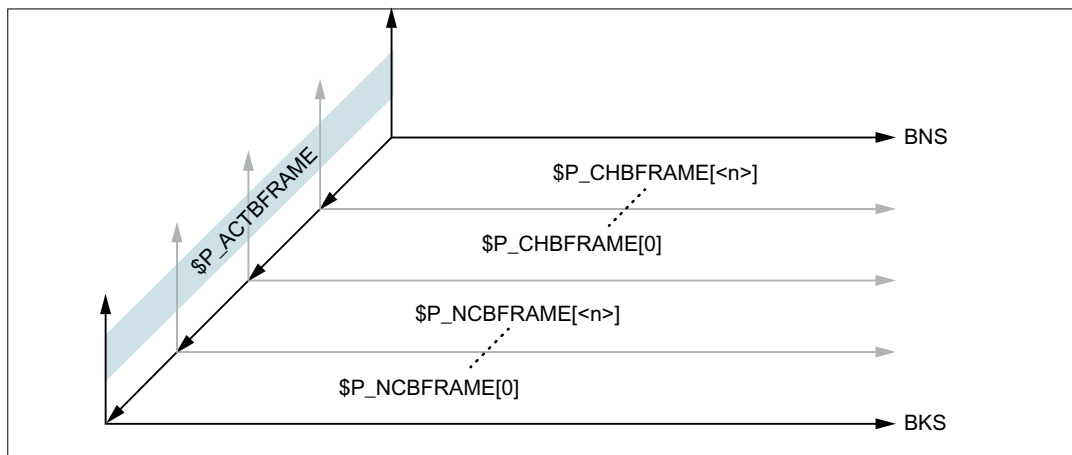 BNS
$P_CHBFRAME[<n>]
$P_ACTBFRAME
$P_CHBFRAME[0]
$P_NCBFRAME[<n>]
$P_NCBFRAME[0]
BKS